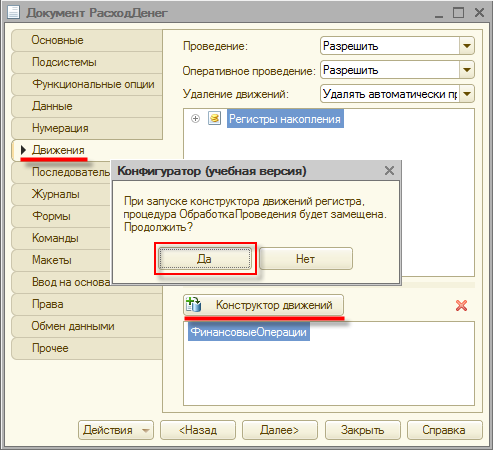 Документ РасходДенег
Основные
Подсистемы
Функциональные опции
Данные
Нумерация
Движения
Последователь
Журналы
Формы
Команды
Макеты
Ввод на основа
Права
Обмен данными
Прочее
Проведение:
Разрешить
Оперативное проведение:
Разрешить
Удаление движений:
Удалять автоматически пр
Регистры накопления
Конфигуратор (учебная версия)
При запуске конструктора движений регистра,
процедура ОбработкаПроведения будет замещена.
Продолжить?
Да
Нет
Конструктор движений
ФинансовыеОперации
Действия
<Назад
Далее>
Закрыть
Справка